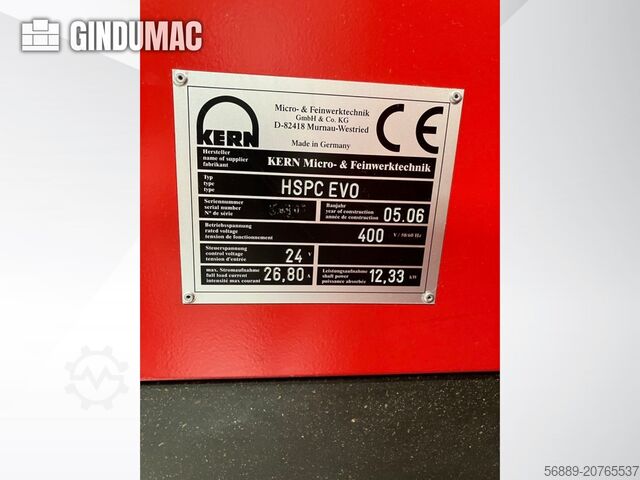 GINDUMAC
KERN
Micro- & Feinwerktechnik
GmbH & Co. KG
D-82418 Murnau-Westried
Made in Germany
CE
Hersteller
name of supplier
fabrikant
KERN Micro- & Feinwerktechnik
Typ
type
type
HSPC EVO
Seriennummer
serial number
N° de série
Baujahr
year of construction
année de construction
05.06
Betriebsspannung
rated voltage
tension de fonctionnement
400 V / 50/60 Hz
Steuerspannung
control voltage
tension d'entrée
24 V
max. Stromaufnahme
full load current
intensité max courant
26,80 A
Leistungsaufnahme
shaft power
puissance absorbée
12,33 kW
56889-20765537